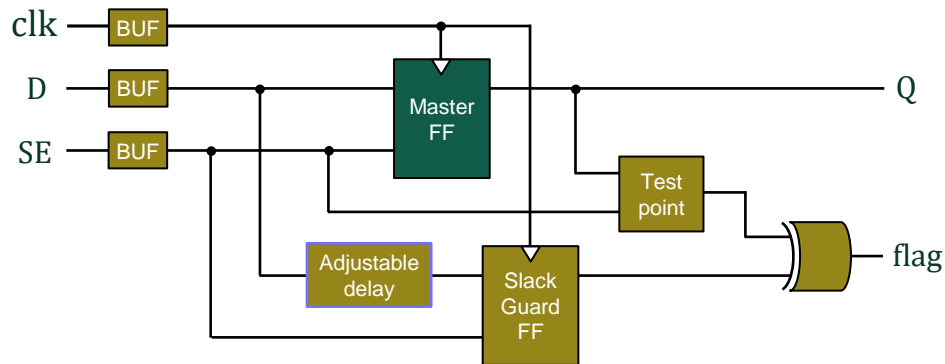 clk
BUF
D
BUF
Q
Master
FF
SE
BUF
Test
point
Adjustable
delay
Slack
Guard
FF
flag